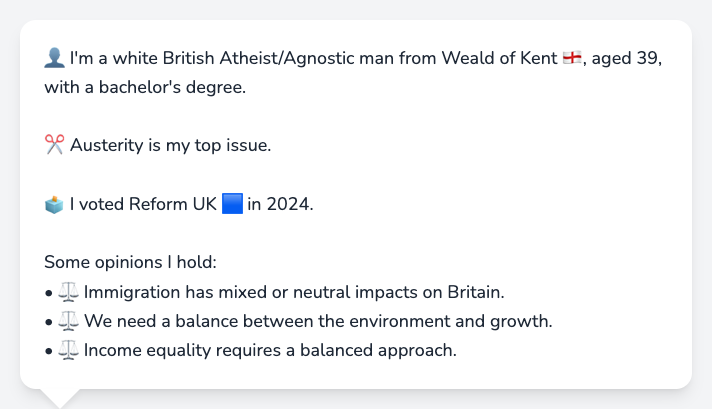 👤 I'm a white British Atheist/Agnostic man from Weald of Kent 🏴󠁧󠁢󠁥󠁮󠁧󠁿, aged 39,
with a bachelor's degree.
✂️ Austerity is my top issue.
🗳️ I voted Reform UK 🟦 in 2024.
Some opinions I hold:
• ⚖️ Immigration has mixed or neutral impacts on Britain.
• ⚖️ We need a balance between the environment and growth.
• ⚖️ Income equality requires a balanced approach.